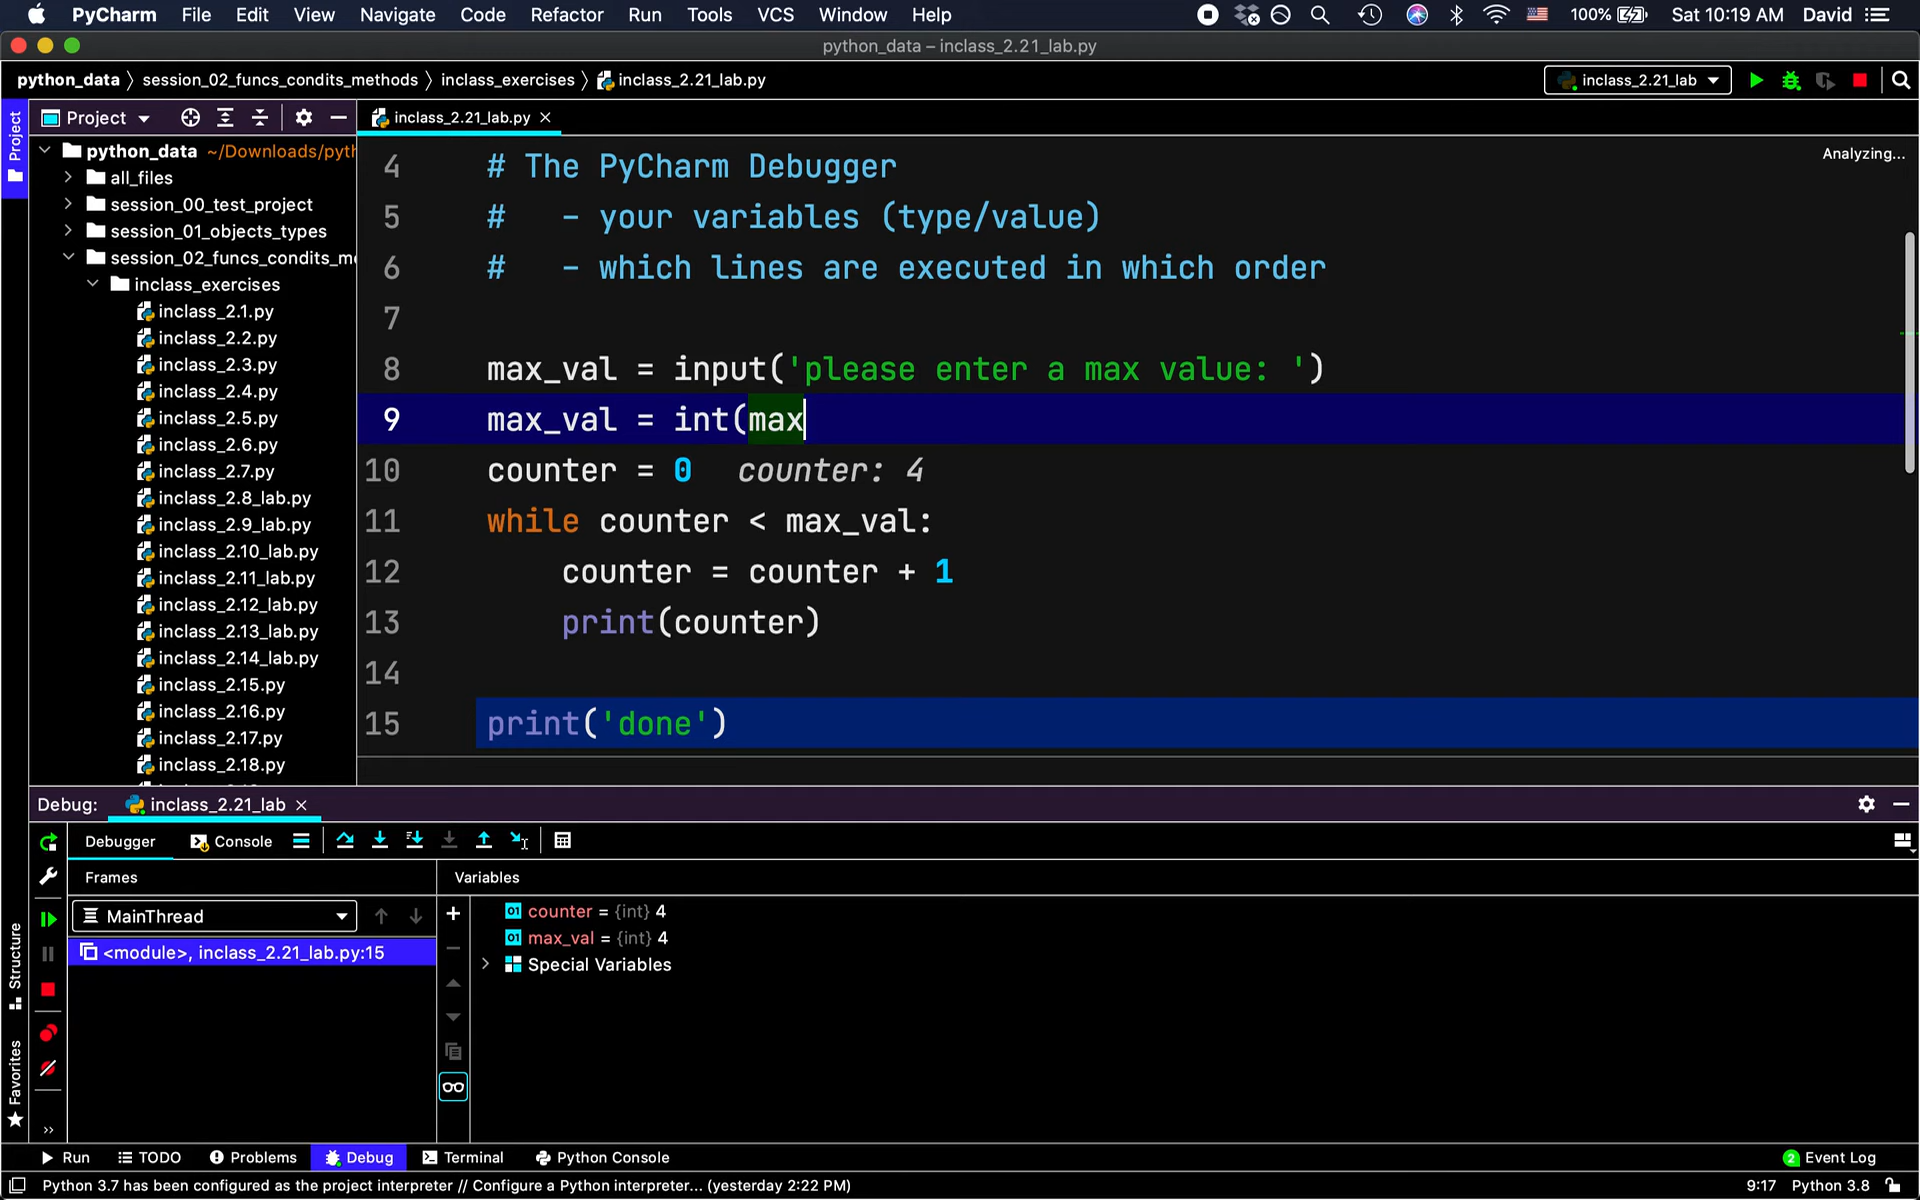 PyCharm File Edit View Navigate Code Refactor Run Tools VCS Window Help 100% Sat 10:19 AM David
python_data – inclass_2.21_lab.py
python_data session_02_funcs_condits_methods inclass_exercises inclass_2.21_lab.py inclass_2.21_lab
Project
Project
inclass_2.21_lab.py
Analyzing...
python_data ~/Downloads/pyth
all_files
session_00_test_project
session_01_objects_types
session_02_funcs_condits_me
inclass_exercises
inclass_2.1.py
inclass_2.2.py
inclass_2.3.py
inclass_2.4.py
inclass_2.5.py
inclass_2.6.py
inclass_2.7.py
inclass_2.8_lab.py
inclass_2.9_lab.py
inclass_2.10_lab.py
inclass_2.11_lab.py
inclass_2.12_lab.py
inclass_2.13_lab.py
inclass_2.14_lab.py
inclass_2.15.py
inclass_2.16.py
inclass_2.17.py
inclass_2.18.py
4 # The PyCharm Debugger
5 #   - your variables (type/value)
6 #   - which lines are executed in which order
7
8 max_val = input('please enter a max value: ')
9 max_val = int(max
10 counter = 0   counter: 4
11 while counter < max_val:
12     counter = counter + 1
13     print(counter)
14
15 print('done')
Debug: inclass_2.21_lab
Debugger Console
Frames Variables
MainThread
<module>, inclass_2.21_lab.py:15
counter = {int} 4
max_val = {int} 4
Special Variables
Structure
Favorites
Run TODO Problems Debug Terminal Python Console 2 Event Log
Python 3.7 has been configured as the project interpreter // Configure a Python interpreter... (yesterday 2:22 PM) 9:17 Python 3.8